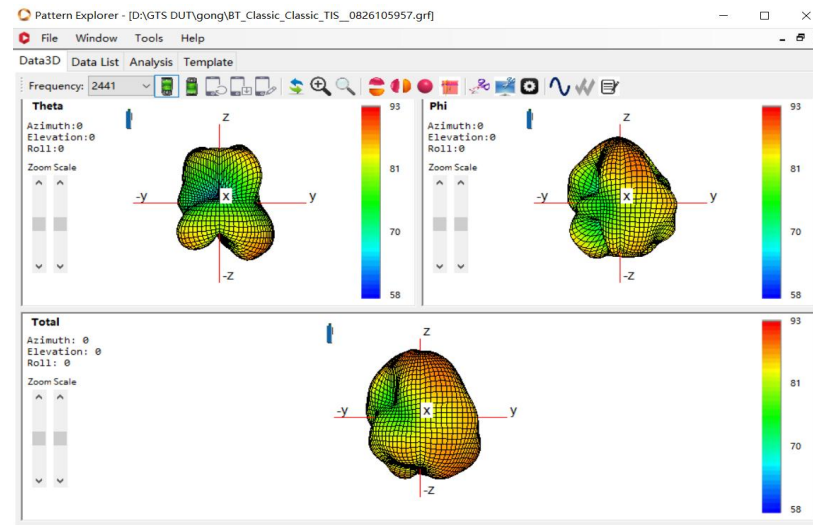 Pattern Explorer - [D:\GTS DUT\gong\BT_Classic_Classic_TIS__0826105957.grf]
File Window Tools Help
Data3D Data List Analysis Template
Frequency: 2441
Theta
Azimuth:0
Elevation:0
Roll:0
Zoom Scale
z
-y
x
y
-z
93
81
70
58
Phi
Azimuth:0
Elevation:0
Roll:0
Zoom Scale
z
-y
x
y
-z
93
81
70
58
Total
Azimuth: 0
Elevation: 0
Roll: 0
Zoom Scale
z
-y
x
y
-z
93
81
70
58